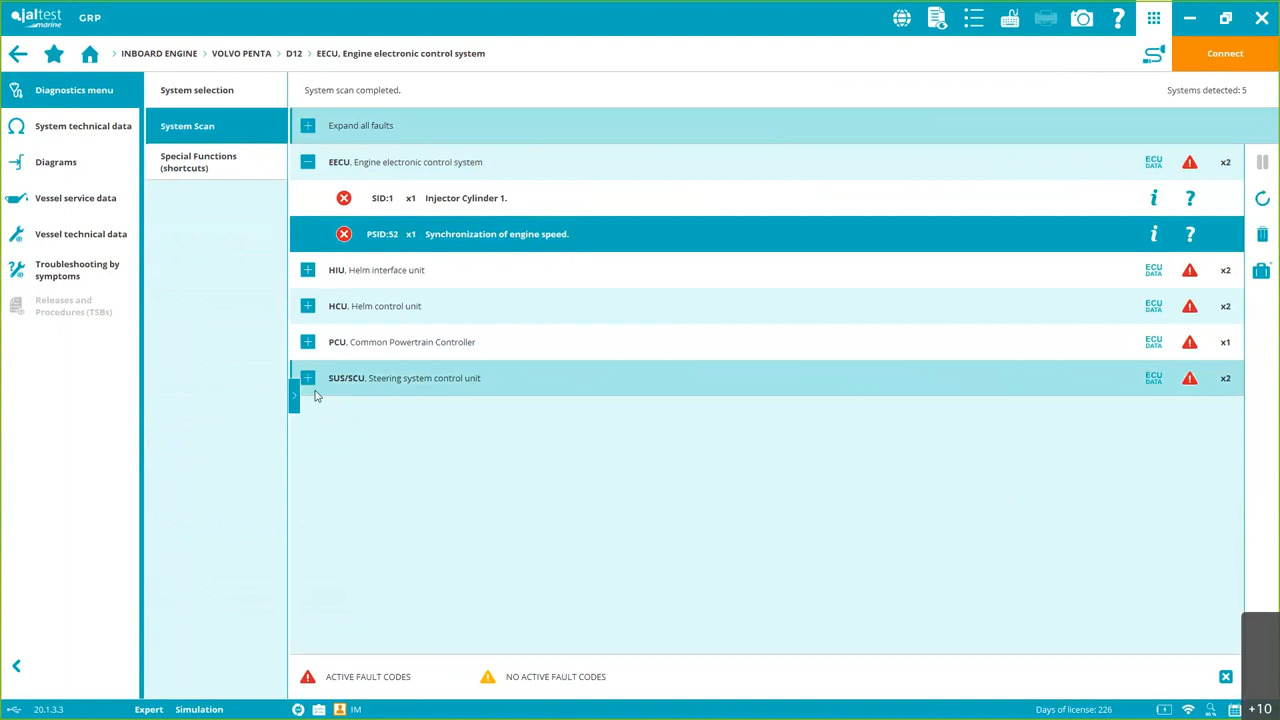 jaltest
marine
GRP
INBOARD ENGINE > VOLVO PENTA > D12 > EECU, Engine electronic control system
Connect
Diagnostics menu
System technical data
Diagrams
Vessel service data
Vessel technical data
Troubleshooting by
symptoms
Releases and
Procedures (TSBs)
System selection
System Scan
Special Functions
(shortcuts)
System scan completed.
Systems detected: 5
Expand all faults
EECU. Engine electronic control system ECU DATA x2
SID:1 x1 Injector Cylinder 1.
PSID:52 x1 Synchronization of engine speed.
HIU. Helm interface unit ECU DATA x2
HCU. Helm control unit ECU DATA x2
PCU. Common Powertrain Controller ECU DATA x1
SUS/SCU. Steering system control unit ECU DATA x2
ACTIVE FAULT CODES
NO ACTIVE FAULT CODES
20.1.3.3
Expert
Simulation
IM
Days of license: 226
+10